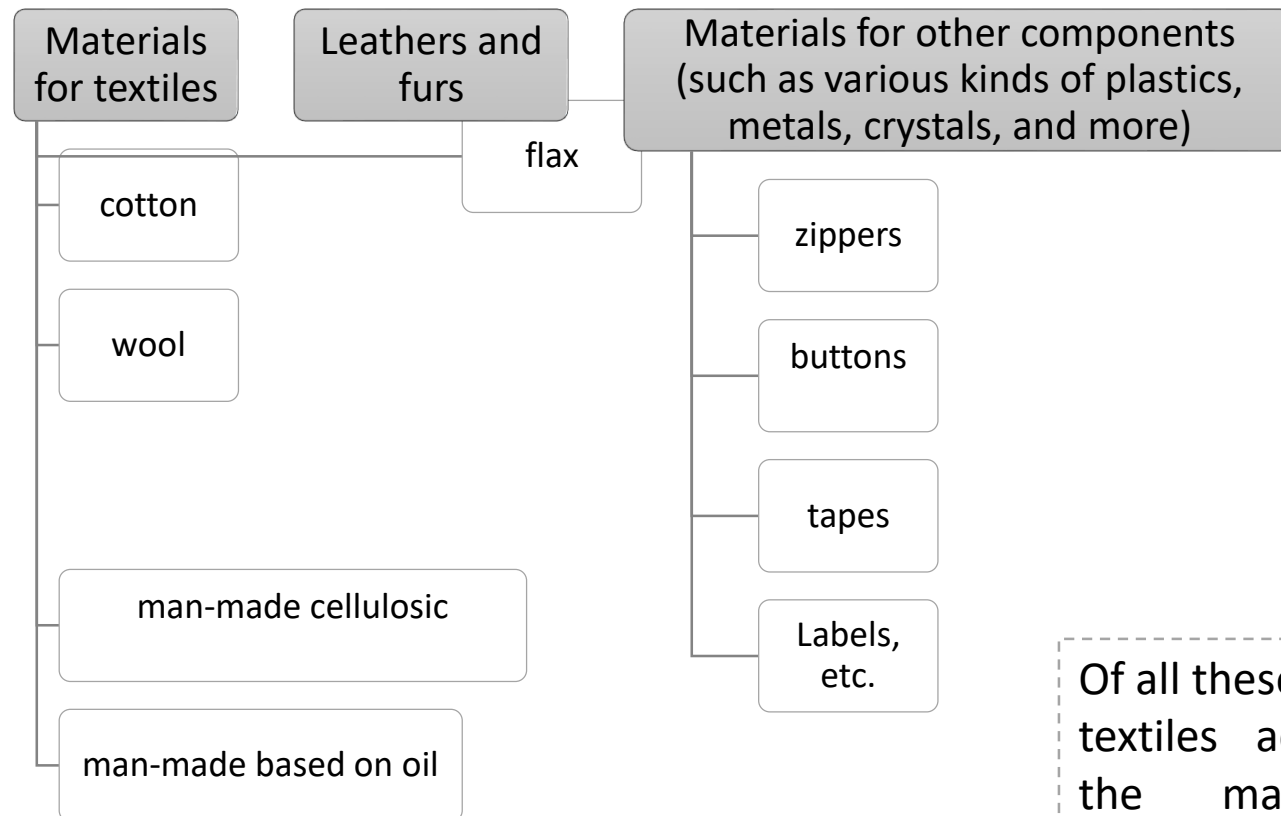 Materials
for textiles
Leathers and
furs
Materials for other components
(such as various kinds of plastics,
metals, crystals, and more)
flax
cotton
wool
man-made cellulosic
man-made based on oil
zippers
buttons
tapes
Labels,
etc.
Of all these
textiles
the